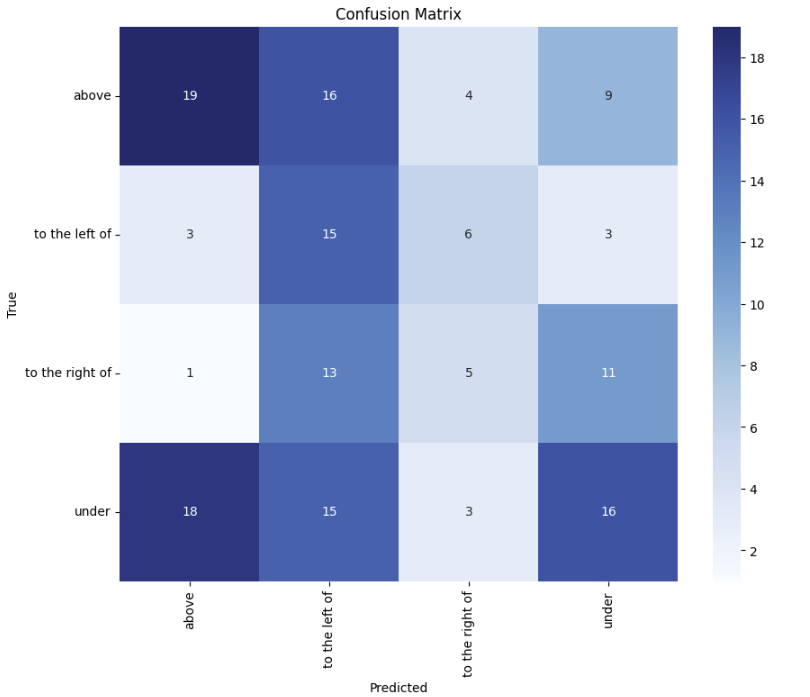 Confusion Matrix
True
above
19 16 4 9
to the left of
3 15 6 3
to the right of
1 13 5 11
under
18 15 3 16
above
to the left of
to the right of
under
Predicted
18
16
14
12
10
8
6
4
2